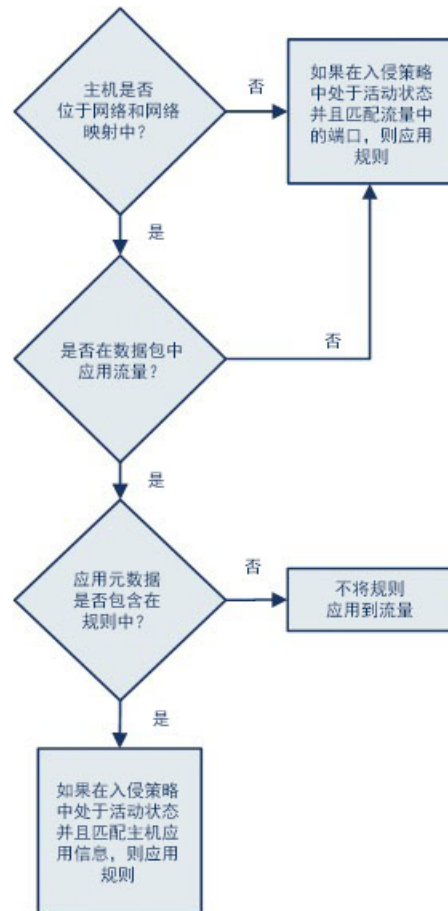 主机是否
位于网络和网络
映射中？
否
如果在入侵策略
中处于活动状态
并且匹配流量中
的端口，则应用
规则
是
是否在数据包中
应用流量？
否
是
应用元数据
是否包含在
规则中？
否
不将规则
应用到流量
是
如果在入侵策略
中处于活动状态
并且匹配主机应
用信息，则应用
规则